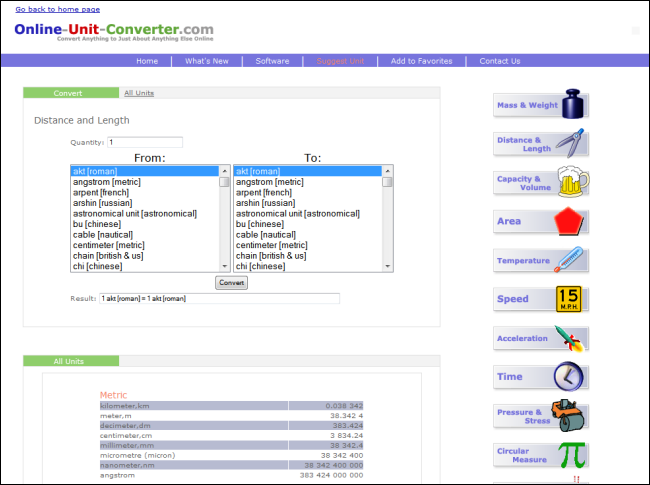 Go back to home page
Online-Unit-Converter.com
Convert Anything to Just About Anything Else Online
Home | What's New | Software | Suggest Unit | Add to Favorites | Contact Us
Convert All Units
Distance and Length
Quantity: 1
From: To:
akt [roman] akt [roman]
angstrom [metric] angstrom [metric]
arpent [french] arpent [french]
arshin [russian] arshin [russian]
astronomical unit [astronomical] astronomical unit [astronomical]
bu [chinese] bu [chinese]
cable [nautical] cable [nautical]
centimeter [metric] centimeter [metric]
chain [british & us] chain [british & us]
chi [chinese] chi [chinese]
Convert
Result: 1 akt [roman] = 1 akt [roman]
All Units
Metric
kilometer,km 0.038 342
meter,m 38.342 4
decimeter,dm 383.424
centimeter,cm 3 834.24
millimeter,mm 38 342.4
micrometre (micron) 38 342 400
nanometer,nm 38 342 400 000
angstrom 383 424 000 000
Mass & Weight
Distance &
Length
Capacity &
Volume
Area
Temperature
Speed
15
M.P.H.
Acceleration
Time
Pressure &
Stress
Circular
Measure
π